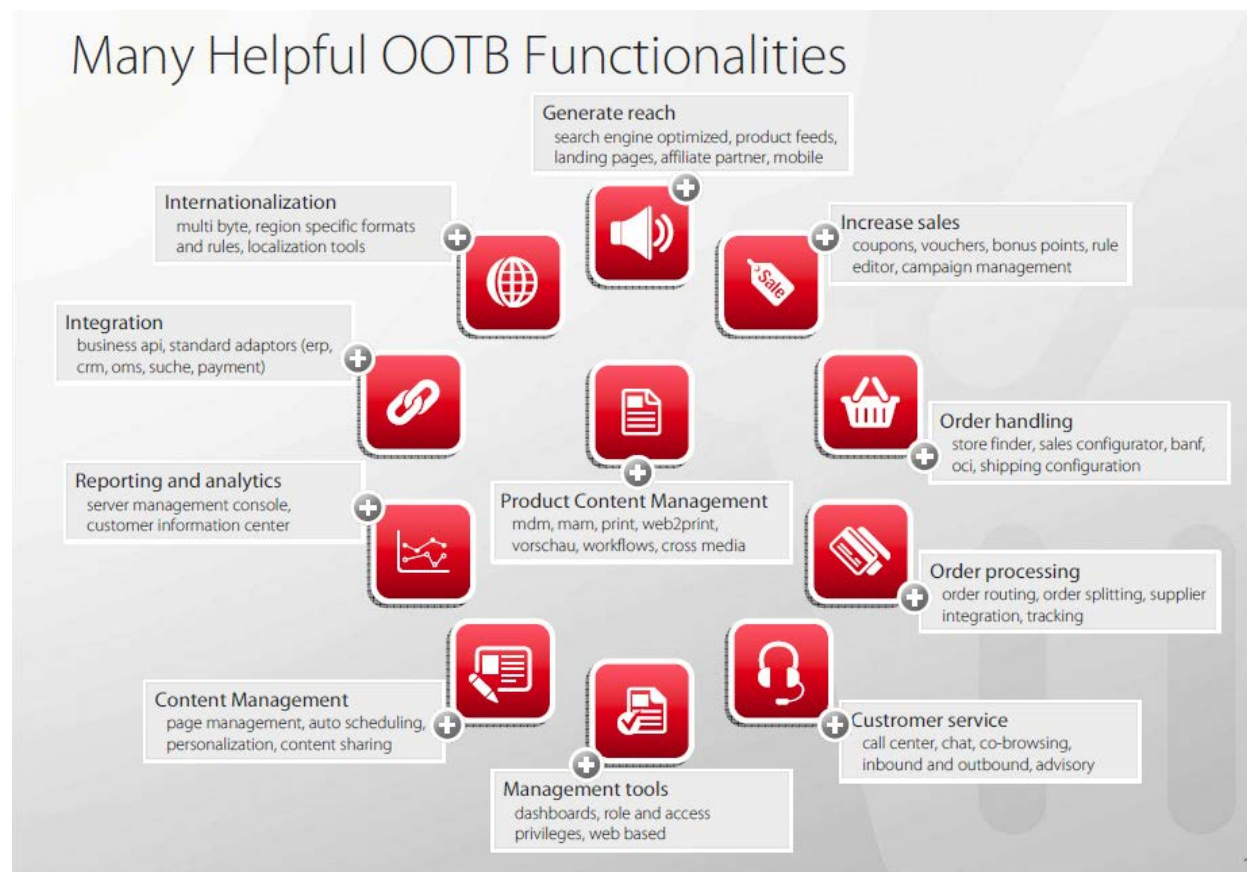 Many Helpful OOTB Functionalities
Generate reach
search engine optimized, product feeds,
landing pages, affiliate partner, mobile
Internationalization
multi byte, region specific formats
and rules, localization tools
Increase sales
coupons, vouchers, bonus points, rule
editor, campaign management
Sale
Integration
business api, standard adaptors (erp,
crm, oms, suche, payment)
Order handling
store finder, sales configurator, banf,
oci, shipping configuration
Reporting and analytics
server management console,
customer information center
Product Content Management
mdm, mam, print, web2print,
vorschau, workflows, cross media
Order processing
order routing, order splitting, supplier
integration, tracking
Content Management
page management, auto scheduling,
personalization, content sharing
Custromer service
call center, chat, co-browsing,
inbound and outbound, advisory
Management tools
dashboards, role and access
privileges, web based